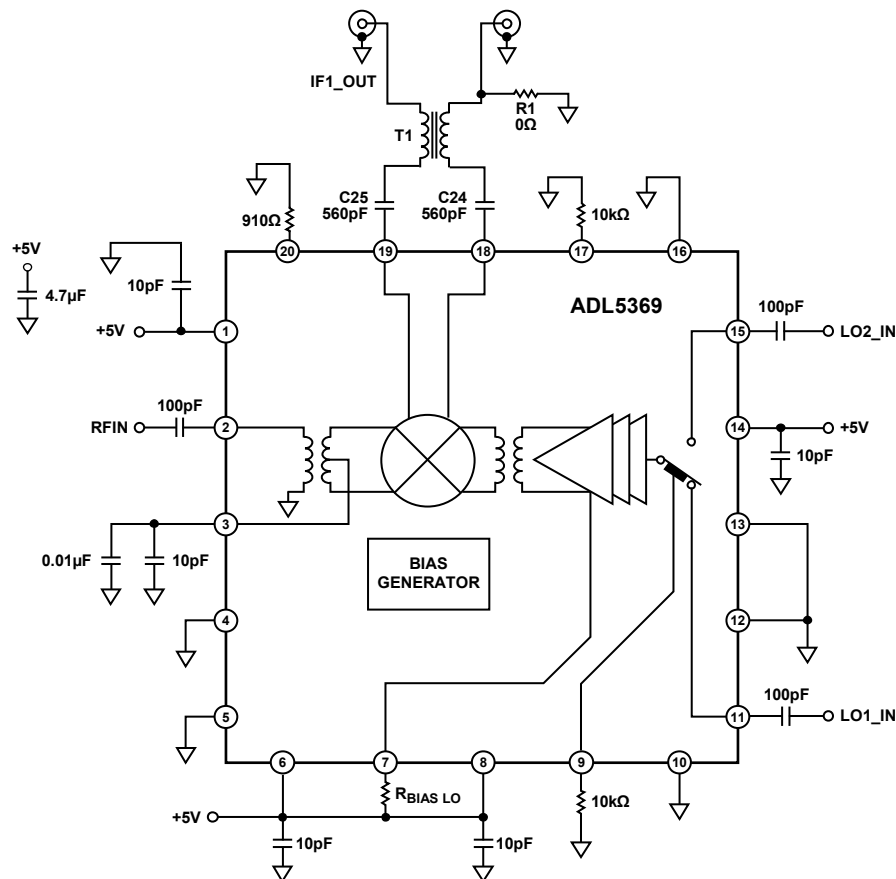 IF1_OUT
R1
0Ω
T1
C25
560pF
C24
560pF
910Ω
10kΩ
+5V
4.7µF
10pF
20
19
18
17
16
ADL5369
+5V
1
100pF
15
LO2_IN
RFIN
100pF
2
14
+5V
10pF
3
13
0.01µF
10pF
BIAS
GENERATOR
4
12
100pF
5
11
LO1_IN
6
7
8
9
10
+5V
RBIAS LO
10kΩ
10pF
10pF